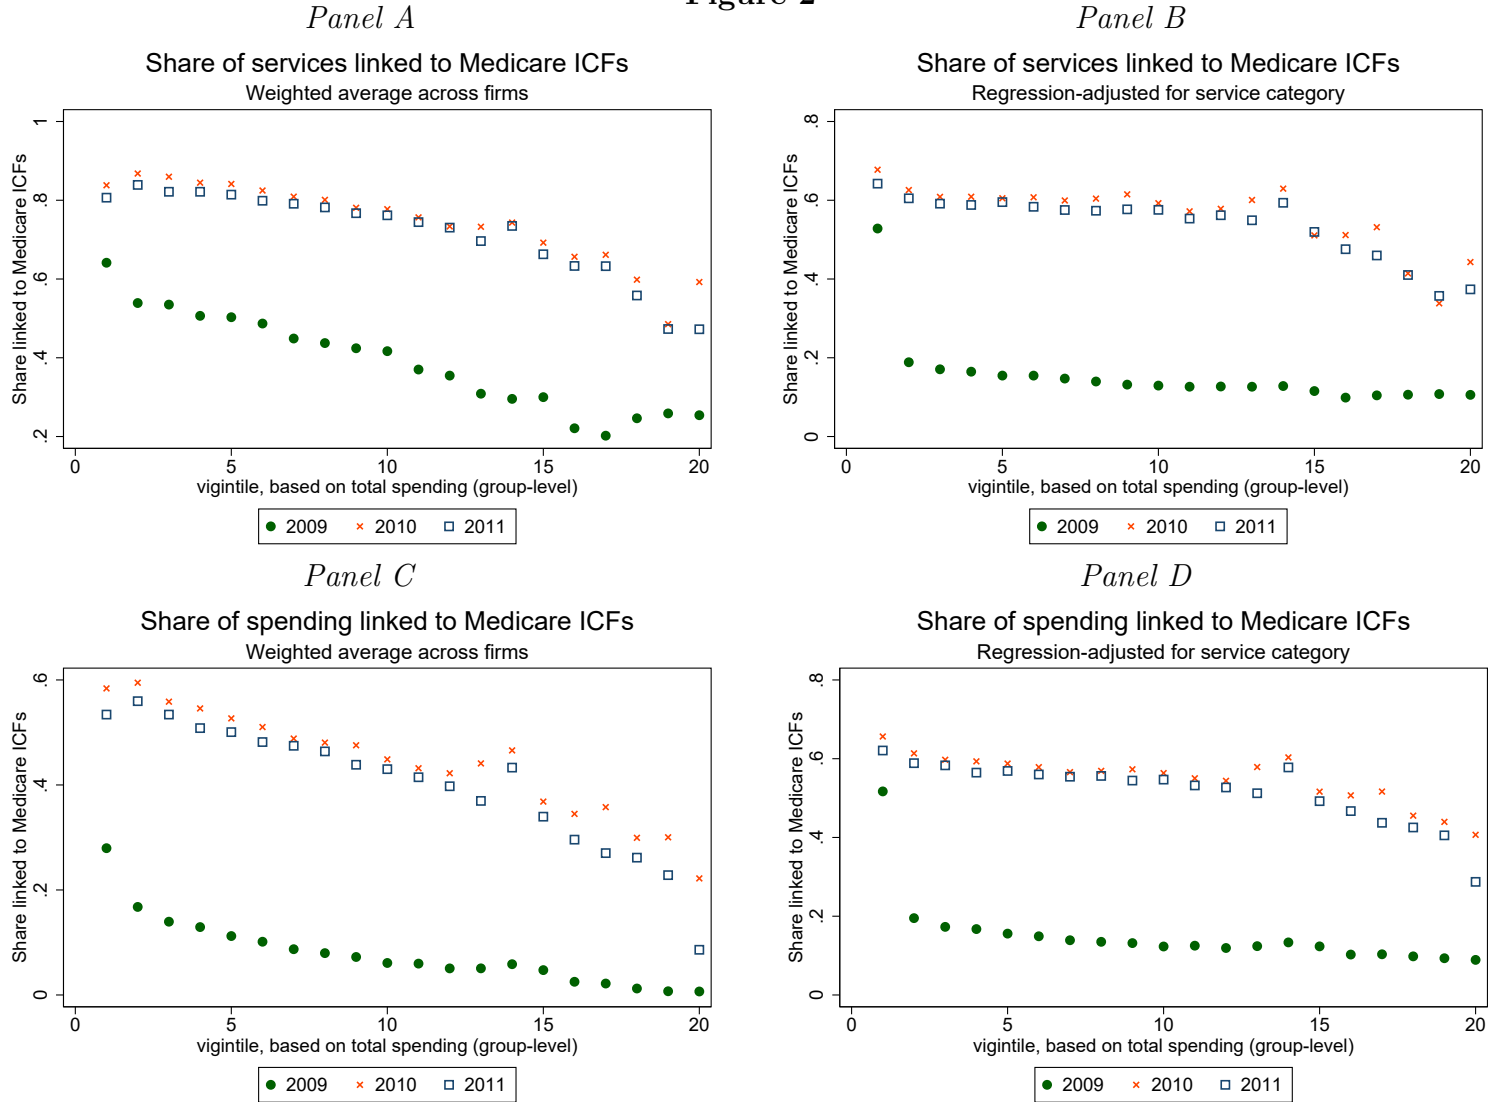 Figure 2
Panel A
Share of services linked to Medicare ICFs
Weighted average across firms
Share linked to Medicare ICFs
1
.8
.6
.4
.2
0 5 10 15 20
vigintile, based on total spending (group-level)
2009 2010 2011
Panel B
Share of services linked to Medicare ICFs
Regression-adjusted for service category
Share linked to Medicare ICFs
.8
.6
.4
.2
0
0 5 10 15 20
vigintile, based on total spending (group-level)
2009 2010 2011
Panel C
Share of spending linked to Medicare ICFs
Weighted average across firms
Share linked to Medicare ICFs
.6
.4
.2
0
0 5 10 15 20
vigintile, based on total spending (group-level)
2009 2010 2011
Panel D
Share of spending linked to Medicare ICFs
Regression-adjusted for service category
Share linked to Medicare ICFs
.8
.6
.4
.2
0
0 5 10 15 20
vigintile, based on total spending (group-level)
2009 2010 2011